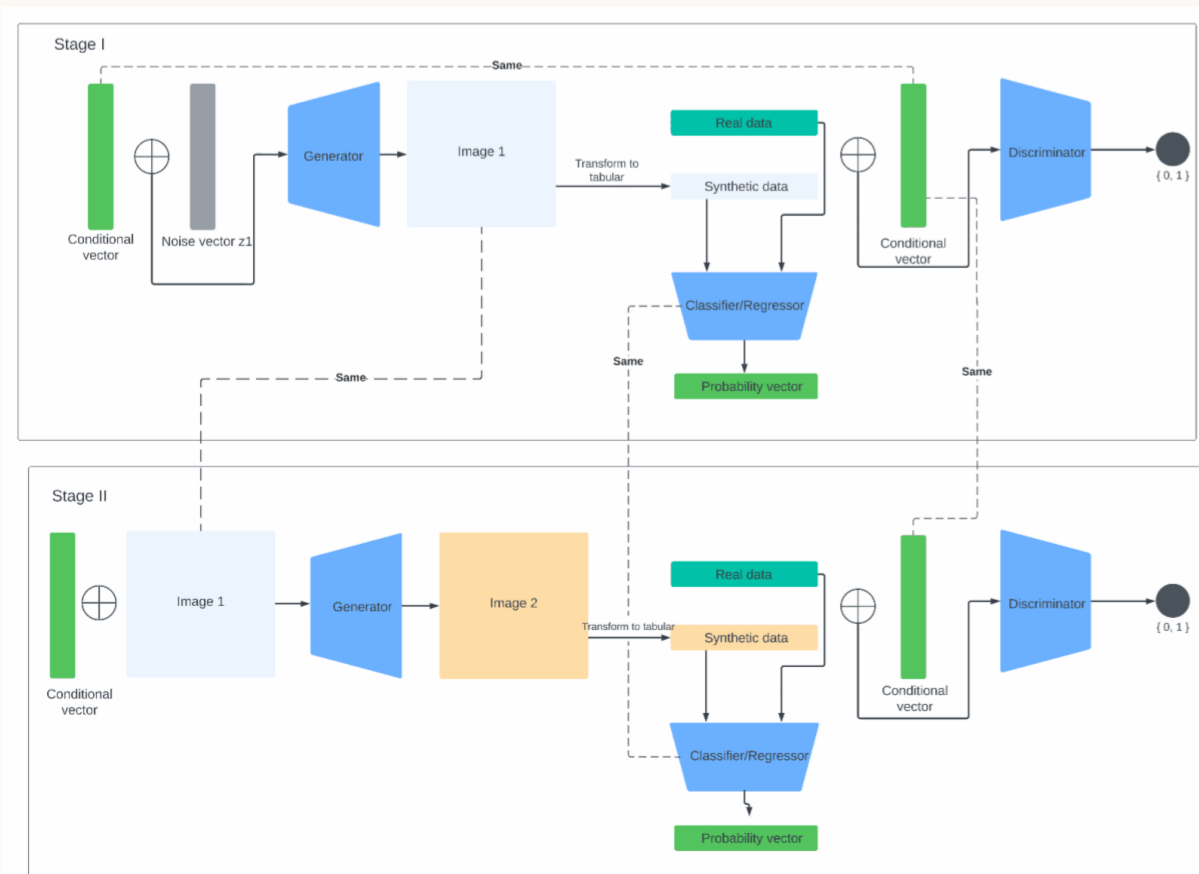 Stage I
Same
Conditional
vector
Noise vector z1
Generator
Image 1
Transform to
tabular
Real data
Synthetic data
Classifier/Regressor
Probability vector
Conditional
vector
Discriminator
{ 0, 1 }
Same
Same
Same
Stage II
Conditional
vector
Image 1
Generator
Image 2
Transform to tabular
Real data
Synthetic data
Classifier/Regressor
Probability vector
Conditional
vector
Discriminator
{ 0, 1 }